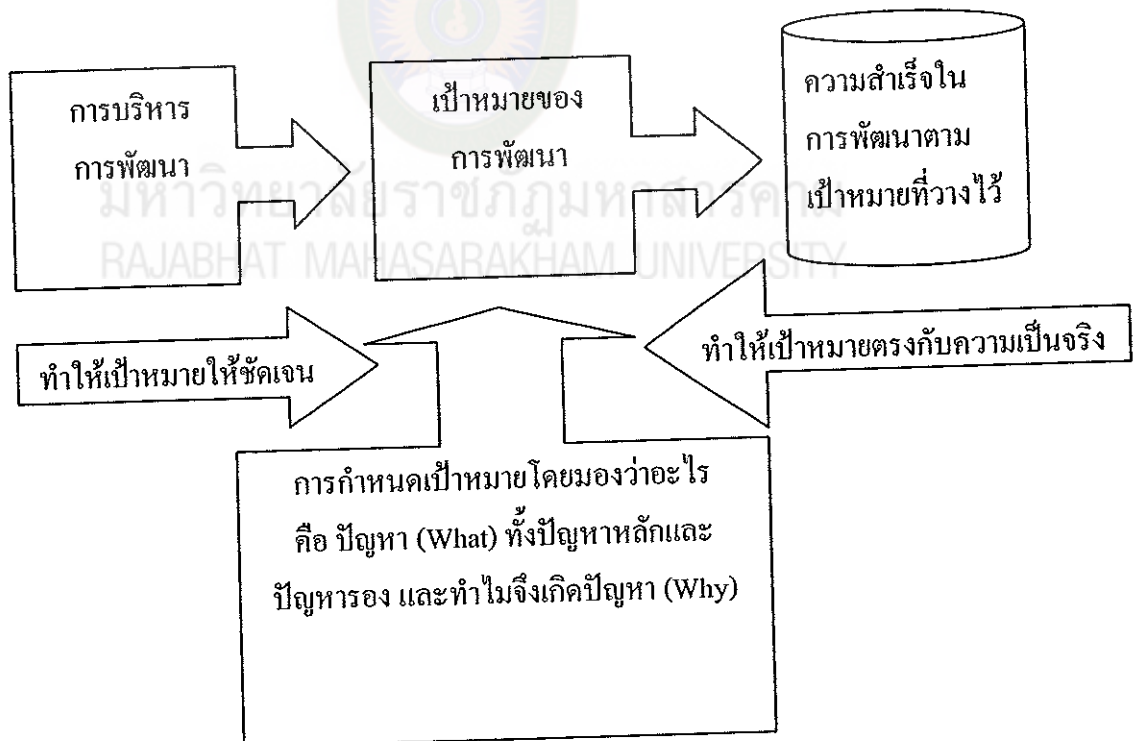 การบริหาร
การพัฒนา
เป้าหมายของ
การพัฒนา
ความสำเร็จใน
การพัฒนาตาม
เป้าหมายที่วางไว้
มหาวิทยาลัยราชภัฏมหาสารคาม
RAJABHAT MAHASARAKHAM UNIVERSITY
ทำให้เป้าหมายให้ชัดเจน
ทำให้เป้าหมายตรงกับความเป็นจริง
การกำหนดเป้าหมายโดยมองว่าอะไร
คือ ปัญหา (What) ทั้งปัญหาหลักและ
ปัญหารอง และทำไมจึงเกิดปัญหา (Why)